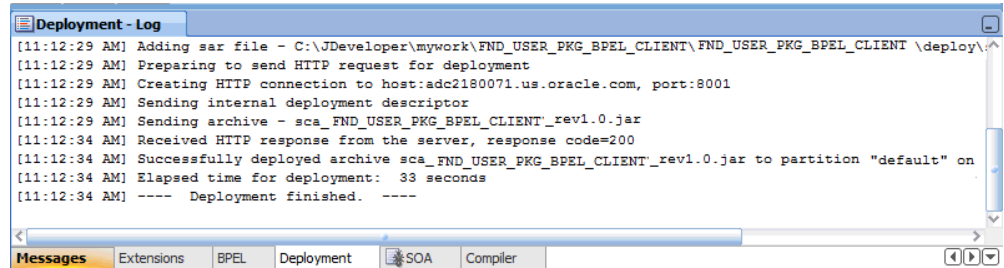 Deployment - Log
[11:12:29 AM] Adding sar file - C:\JDeveloper\mywork\FND_USER_PKG_BPEL_CLIENT\FND_USER_PKG_BPEL_CLIENT \deploy\
[11:12:29 AM] Preparing to send HTTP request for deployment
[11:12:29 AM] Creating HTTP connection to host:adc2180071.us.oracle.com, port:8001
[11:12:29 AM] Sending internal deployment descriptor
[11:12:29 AM] Sending archive - sca_FND_USER_PKG_BPEL_CLIENT'_rev1.0.jar
[11:12:34 AM] Received HTTP response from the server, response code=200
[11:12:34 AM] Successfully deployed archive sca_FND_USER_PKG_BPEL_CLIENT'_rev1.0.jar to partition "default" on
[11:12:34 AM] Elapsed time for deployment:  33 seconds
[11:12:34 AM] ----  Deployment finished.  ----
Messages Extensions BPEL Deployment SOA Compiler